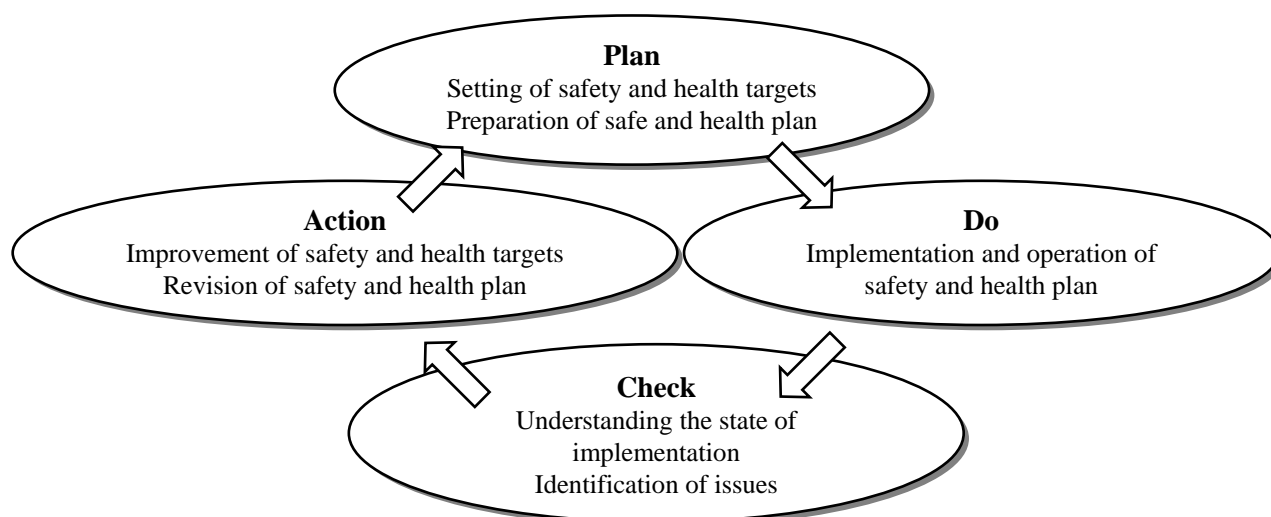 Plan
Setting of safety and health targets
Preparation of safe and health plan
Action
Improvement of safety and health targets
Revision of safety and health plan
Do
Implementation and operation of
safety and health plan
Check
Understanding the state of
implementation
Identification of issues